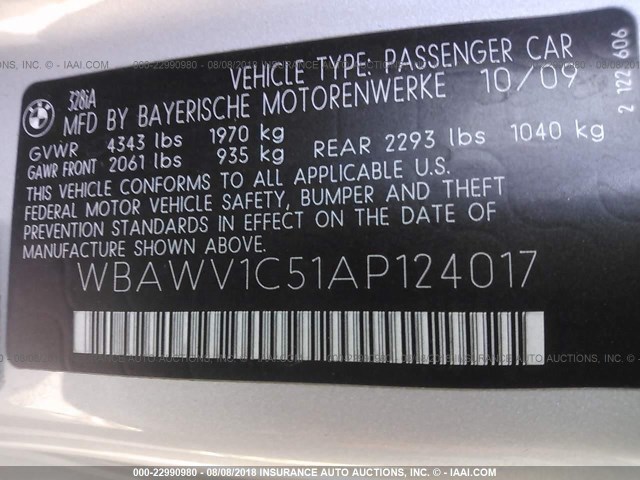 BMW
328iA
VEHICLE TYPE: PASSENGER CAR
MFD BY BAYERISCHE MOTORENWERKE 10/09
GVWR 4343 lbs 1970 kg
GAWR FRONT 2061 lbs 935 kg REAR 2293 lbs 1040 kg
THIS VEHICLE CONFORMS TO ALL APPLICABLE U.S.
FEDERAL MOTOR VEHICLE SAFETY, BUMPER AND THEFT
PREVENTION STANDARDS IN EFFECT ON THE DATE OF
MANUFACTURE SHOWN ABOVE.
WBAWV1C51AP124017
2 122 606
000-22990980 - 08/08/2018 INSURANCE AUTO AUCTIONS, INC. - © IAAI.COM